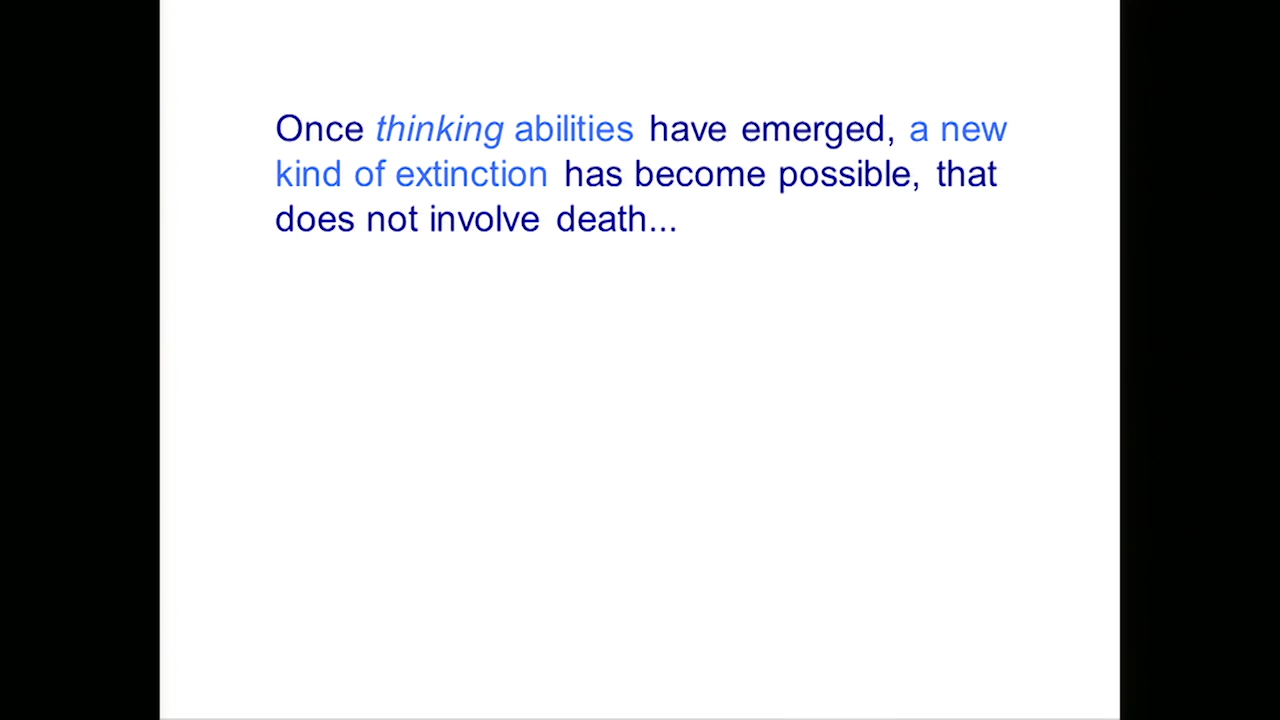 Once thinking abilities have emerged, a new
kind of extinction has become possible, that
does not involve death...